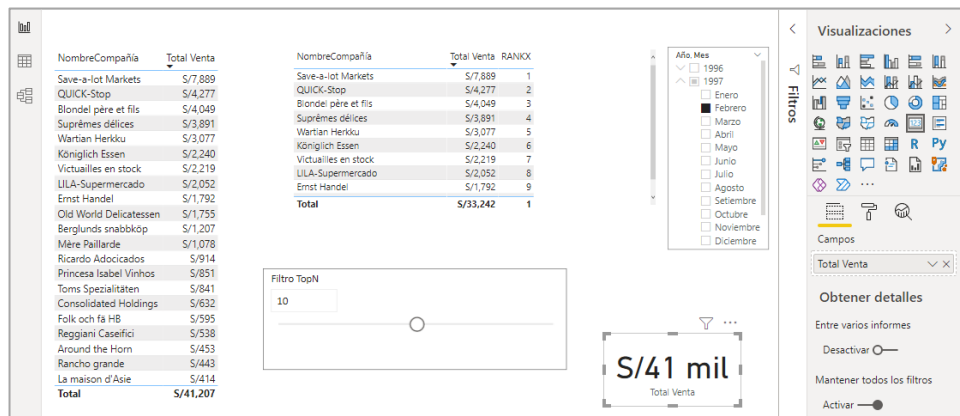 NombreCompañía Total Venta
Save-a-lot Markets S/7,889
QUICK-Stop S/4,277
Blondel père et fils S/4,049
Suprêmes délices S/3,891
Wartian Herkku S/3,077
Königlich Essen S/2,240
Victuailles en stock S/2,219
LILA-Supermercado S/2,052
Ernst Handel S/1,792
Old World Delicatessen S/1,755
Berglunds snabbköp S/1,207
Mère Paillarde S/1,078
Ricardo Adocicados S/914
Princesa Isabel Vinhos S/851
Toms Spezialitäten S/841
Consolidated Holdings S/632
Folk och fä HB S/595
Reggiani Caseifici S/538
Around the Horn S/453
Rancho grande S/443
La maison d'Asie S/414
Total S/41,207
NombreCompañía Total Venta RANKX
Save-a-lot Markets S/7,889 1
QUICK-Stop S/4,277 2
Blondel père et fils S/4,049 3
Suprêmes délices S/3,891 4
Wartian Herkku S/3,077 5
Königlich Essen S/2,240 6
Victuailles en stock S/2,219 7
LILA-Supermercado S/2,052 8
Ernst Handel S/1,792 9
Total S/33,242 1
Filtro TopN
10
Año. Mes
1996
1997
Enero
Febrero
Marzo
Abril
Mayo
Junio
Julio
Agosto
Setiembre
Octubre
Noviembre
Diciembre
S/41 mil
Total Venta
Filtros
Visualizaciones
123
R Py
Campos
Total Venta
Obtener detalles
Entre varios informes
Desactivar
Mantener todos los filtros
Activar